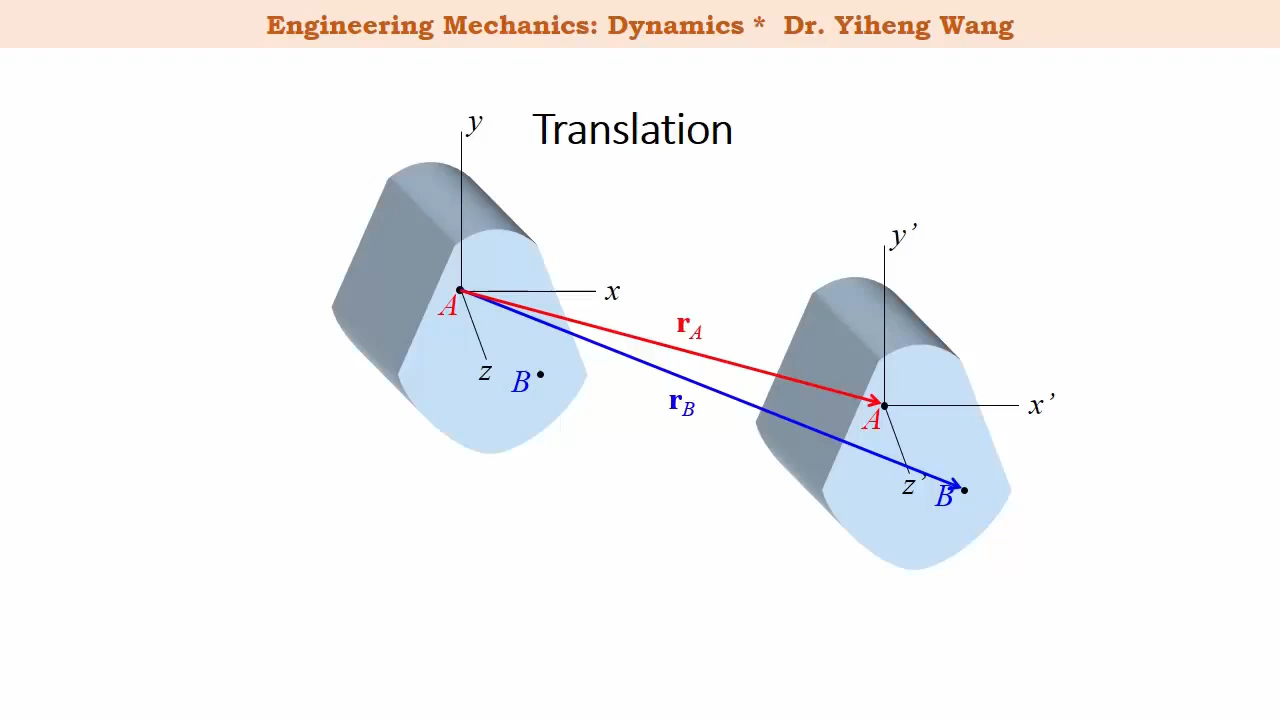 Engineering Mechanics: Dynamics * Dr. Yiheng Wang
Translation
y
x
A
z
B
r_A
r_B
y’
x’
A
z’
B